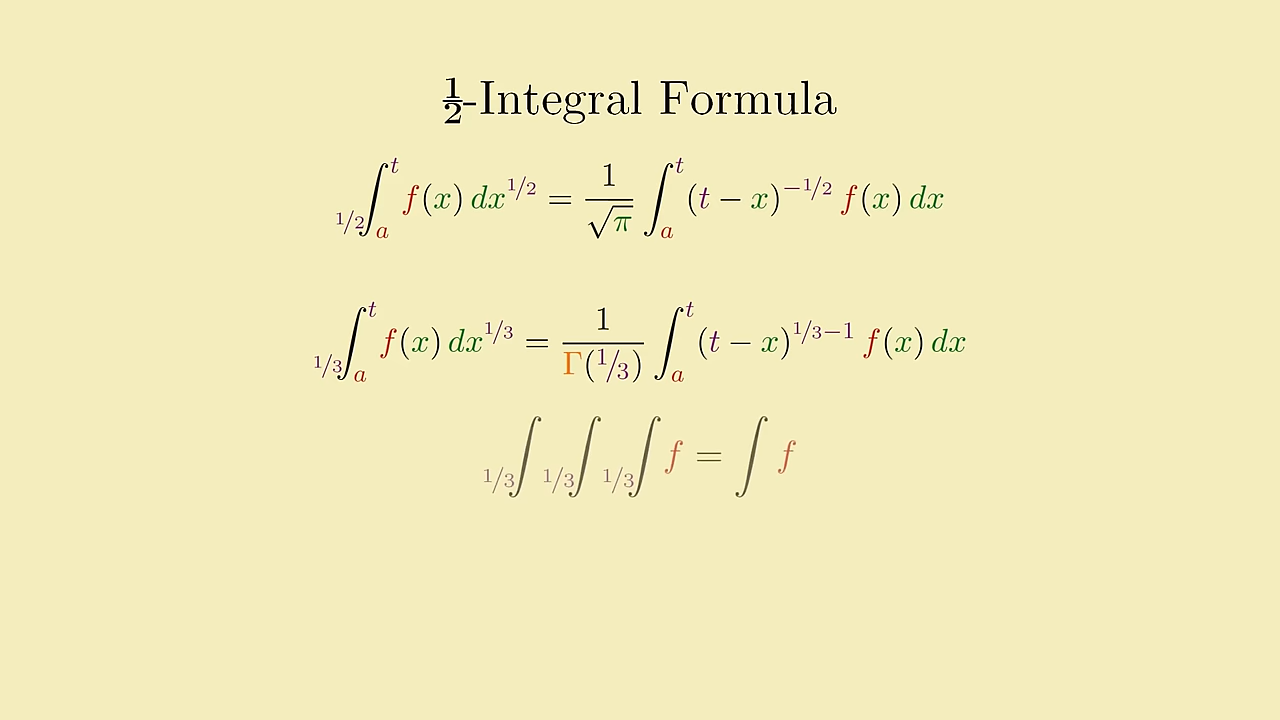 ½-Integral Formula
₁/₂∫ₐᵗ f(x) dx^{1/2} = 1/√π ∫ₐᵗ (t − x)^{−1/2} f(x) dx
₁/₃∫ₐᵗ f(x) dx^{1/3} = 1/Γ(1/3) ∫ₐᵗ (t − x)^{1/3−1} f(x) dx
₁/₃∫ ₁/₃∫ ₁/₃∫ f = ∫ f